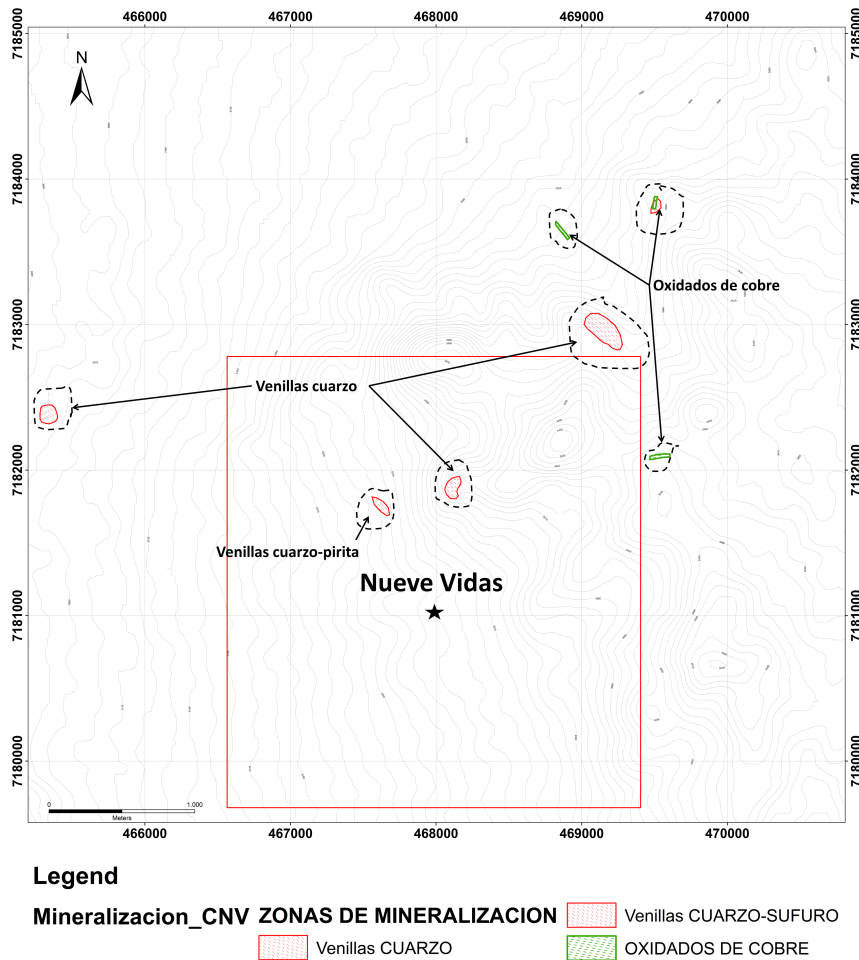 466000 467000 468000 469000 470000
7185000 7185000
N
7184000 7184000
Oxidados de cobre
7183000 7183000
Venillas cuarzo
7182000 7182000
Venillas cuarzo-pirita
Nueve Vidas
7181000 7181000
7180000 7180000
0 1.000
Meters
466000 467000 468000 469000 470000
Legend
Mineralizacion_CNV ZONAS DE MINERALIZACION Venillas CUARZO-SUFURO
Venillas CUARZO OXIDADOS DE COBRE